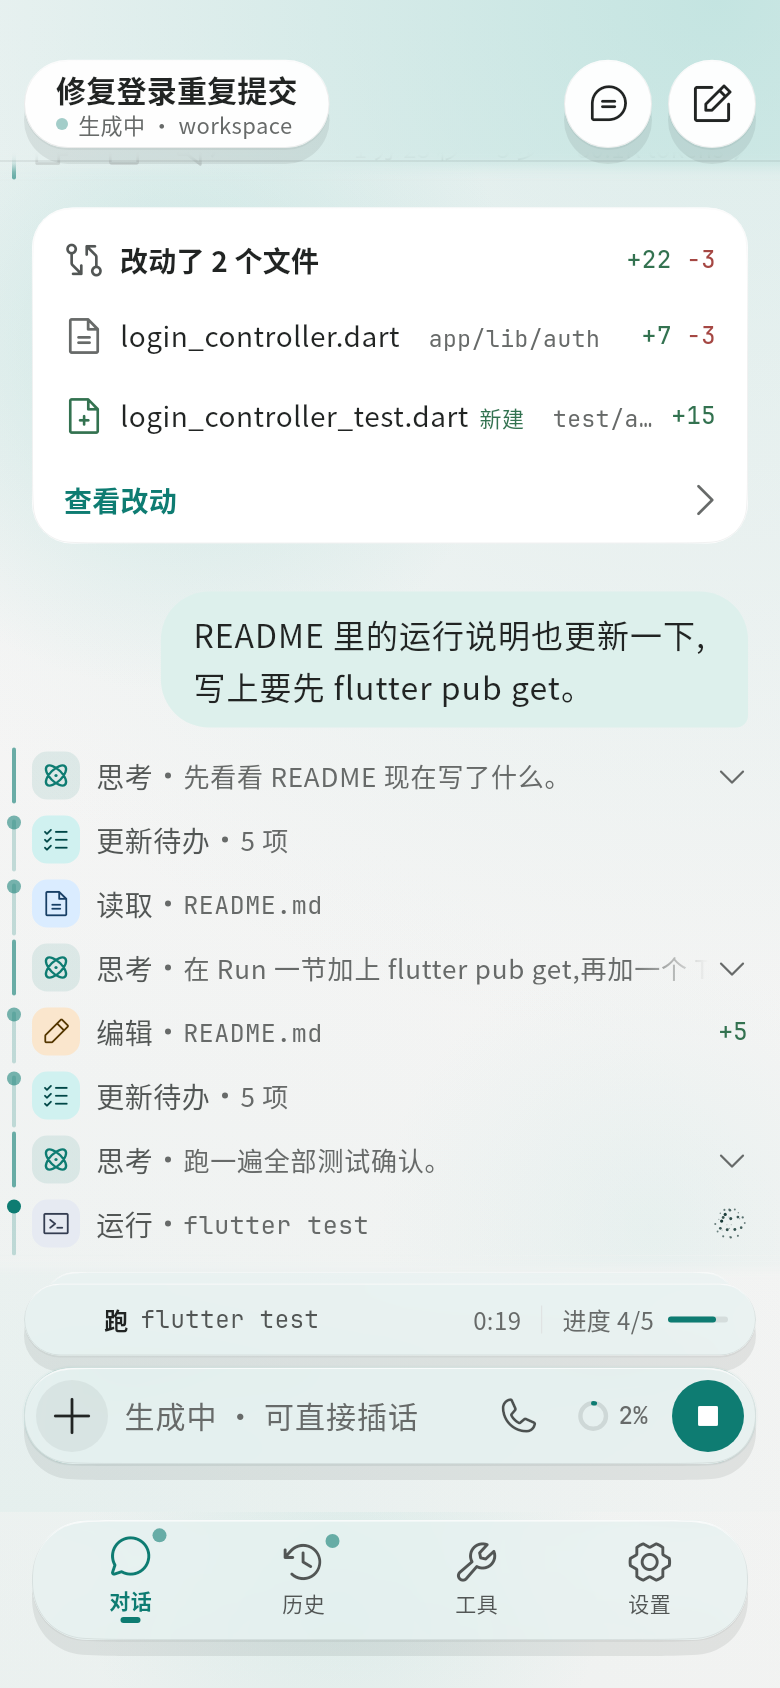 修复登录重复提交
生成中 · workspace
改动了 2 个文件 +22 -3
login_controller.dart app/lib/auth +7 -3
login_controller_test.dart 新建 test/a… +15
查看改动
README 里的运行说明也更新一下,
写上要先 flutter pub get。
思考 · 先看看 README 现在写了什么。
更新待办 · 5 项
读取 · README.md
思考 · 在 Run 一节加上 flutter pub get,再加一个
编辑 · README.md +5
更新待办 · 5 项
思考 · 跑一遍全部测试确认。
运行 · flutter test
跑 flutter test 0:19 进度 4/5
生成中 · 可直接插话 2%
对话 历史 工具 设置